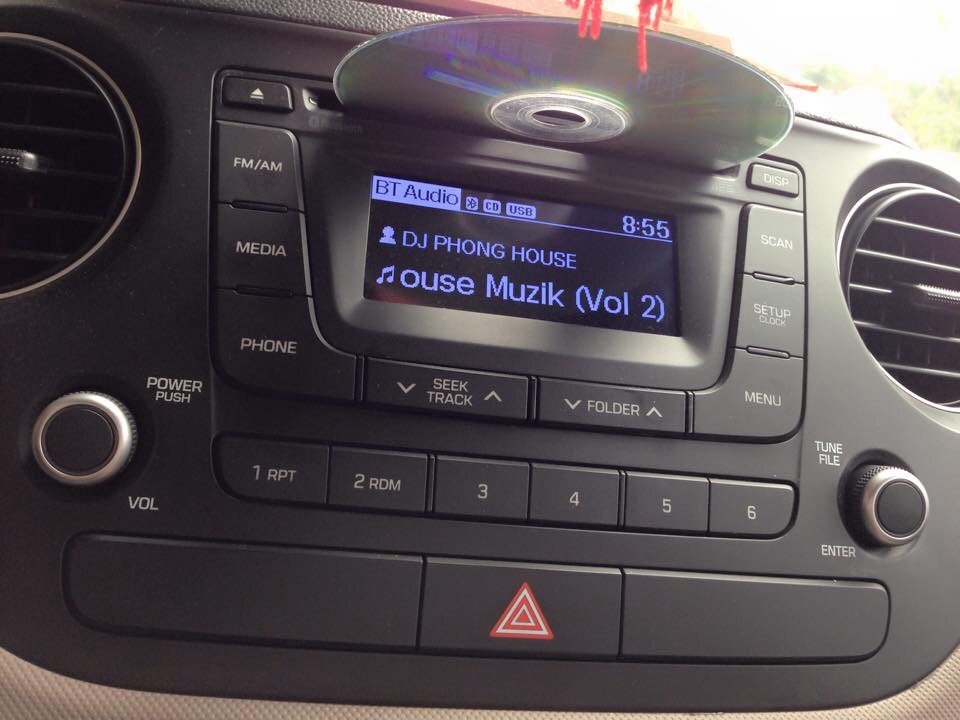 FM/AM
MEDIA
PHONE
BT Audio CD USB 8:55
DJ PHONG HOUSE
ouse Muzik (Vol 2)
DISP
SCAN
SETUP
CLOCK
MENU
SEEK
TRACK
FOLDER
POWER
PUSH
VOL
1 RPT
2 RDM
3
4
5
6
TUNE
FILE
ENTER